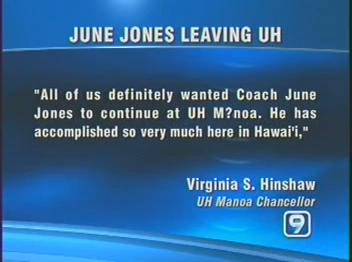 JUNE JONES LEAVING UH
"All of us definitely wanted Coach June
Jones to continue at UH M?noa. He has
accomplished so very much here in Hawai'i,"
Virginia S. Hinshaw
UH Manoa Chancellor
9